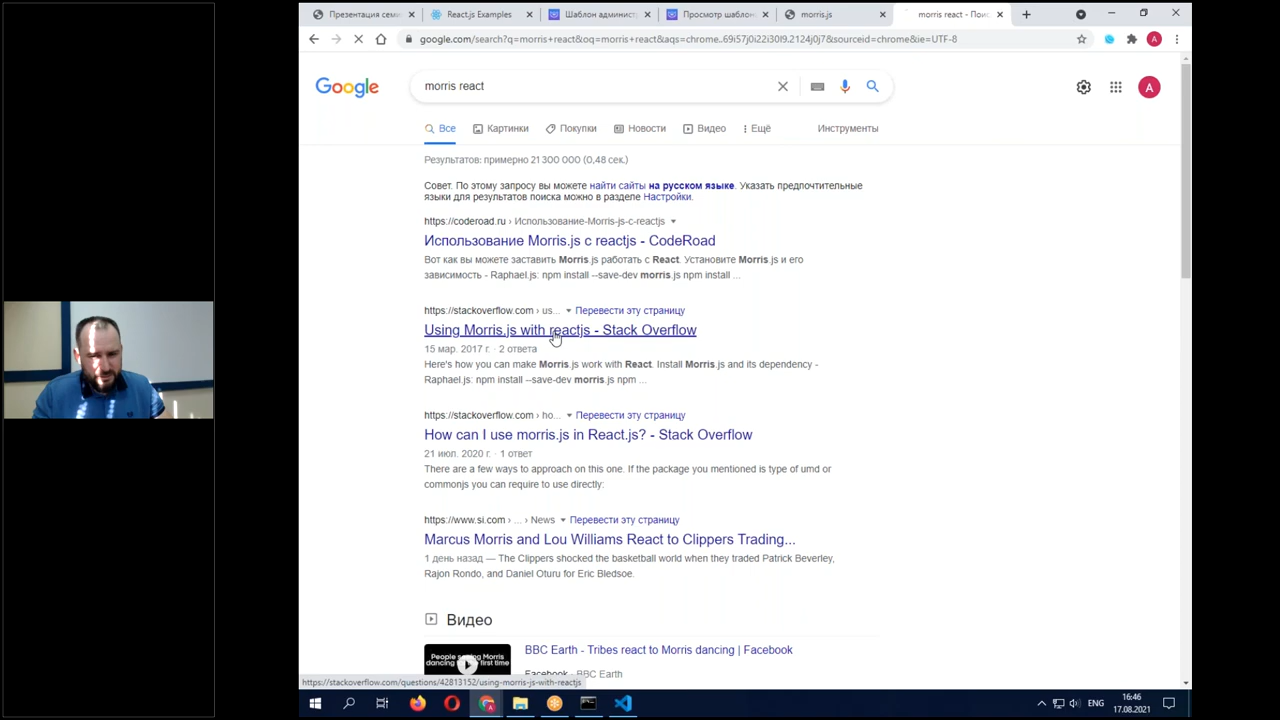 Презентация семи
React.js Examples
Шаблон админист
Просмотр шаблон
morris.js
morris react - Пои
google.com/search?q=morris+react&oq=morris+react&aqs=chrome..69i57j0i22i30l9.2124j0j7&sourceid=chrome&ie=UTF-8
A
Google
morris react
A
Все
Картинки
Покупки
Новости
Видео
Ещё
Инструменты
Результатов: примерно 21 300 000 (0,48 сек.)
Совет. По этому запросу вы можете найти сайты на русском языке. Указать предпочтительные
языки для результатов поиска можно в разделе Настройки.
https://coderoad.ru › Использование-Morris-js-с-reactjs
Использование Morris.js с reactjs - CodeRoad
Вот как вы можете заставить Morris.js работать с React. Установите Morris.js и его
зависимость - Raphael.js: npm install --save-dev morris.js npm install ...
https://stackoverflow.com › us... Перевести эту страницу
Using Morris.js with reactjs - Stack Overflow
15 мар. 2017 г. · 2 ответа
Here's how you can make Morris.js work with React. Install Morris.js and its dependency -
Raphael.js: npm install --save-dev morris.js npm ...
https://stackoverflow.com › ho... Перевести эту страницу
How can I use morris.js in React.js? - Stack Overflow
21 июл. 2020 г. · 1 ответ
There are a few ways to approach on this one. If the package you mentioned is type of umd or
commonjs you can require to use directly:
https://www.si.com › ... › News Перевести эту страницу
Marcus Morris and Lou Williams React to Clippers Trading...
1 день назад — The Clippers shocked the basketball world when they traded Patrick Beverley,
Rajon Rondo, and Daniel Oturu for Eric Bledsoe.
Видео
People seeing Morris
dancing for the first time
BBC Earth - Tribes react to Morris dancing | Facebook
Facebook · BBC Earth
https://stackoverflow.com/questions/42813152/using-morris-js-with-reactjs
ENG
16:46
17.08.2021